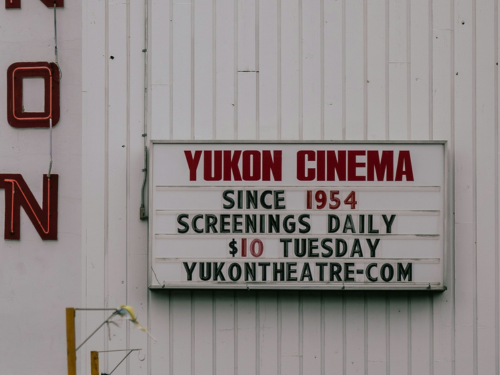 N
O
N
YUKON CINEMA
SINCE 1954
SCREENINGS DAILY
$10 TUESDAY
YUKONTHEATRE-COM